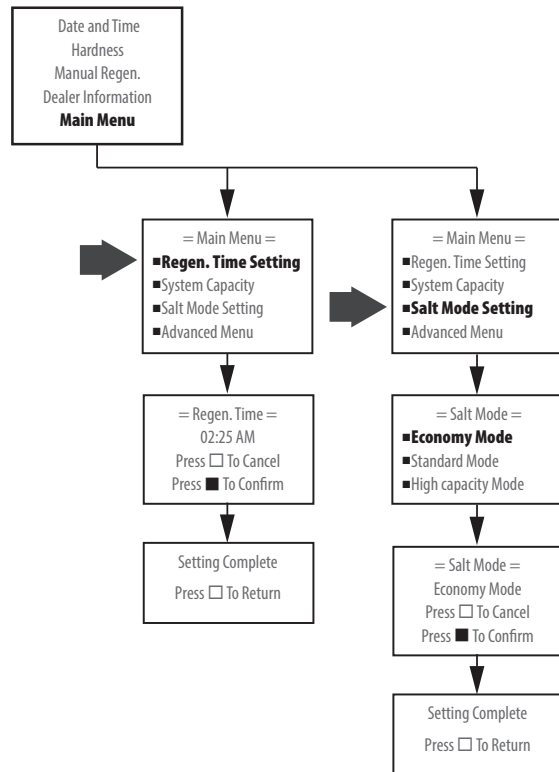 Date and Time
Hardness
Manual Regen.
Dealer Information
Main Menu
= Main Menu =
■Regen. Time Setting
■System Capacity
■Salt Mode Setting
■Advanced Menu
= Regen. Time =
02:25 AM
Press □ To Cancel
Press ■ To Confirm
Setting Complete
Press □ To Return
= Main Menu =
■Regen. Time Setting
■System Capacity
■Salt Mode Setting
■Advanced Menu
= Salt Mode =
■Economy Mode
■Standard Mode
■High capacity Mode
= Salt Mode =
Economy Mode
Press □ To Cancel
Press ■ To Confirm
Setting Complete
Press □ To Return